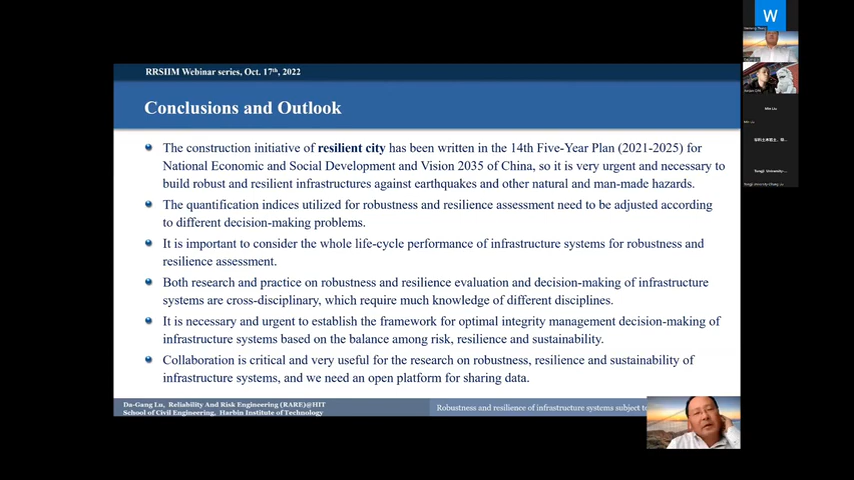 RRSIIM Webinar series, Oct. 17th, 2022
Conclusions and Outlook
The construction initiative of resilient city has been written in the 14th Five-Year Plan (2021-2025) for
National Economic and Social Development and Vision 2035 of China, so it is very urgent and necessary to
build robust and resilient infrastructures against earthquakes and other natural and man-made hazards.
The quantification indices utilized for robustness and resilience assessment need to be adjusted according
to different decision-making problems.
It is important to consider the whole life-cycle performance of infrastructure systems for robustness and
resilience assessment.
Both research and practice on robustness and resilience evaluation and decision-making of infrastructure
systems are cross-disciplinary, which require much knowledge of different disciplines.
It is necessary and urgent to establish the framework for optimal integrity management decision-making of
infrastructure systems based on the balance among risk, resilience and sustainability.
Collaboration is critical and very useful for the research on robustness, resilience and sustainability of
infrastructure systems, and we need an open platform for sharing data.
Da-Gang Lu, Reliability And Risk Engineering (RARE)@HIT
School of Civil Engineering, Harbin Institute of Technology
Robustness and resilience of infrastructure systems subject to
W
Min Liu
Tongji University-